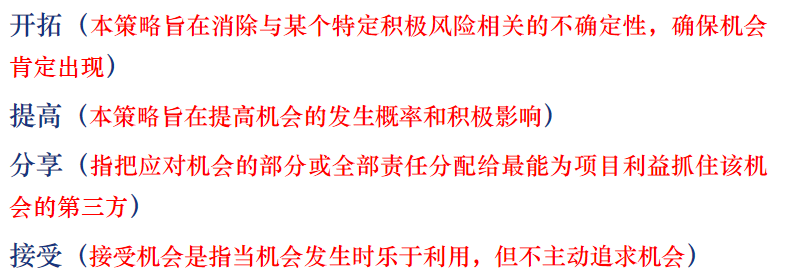 开拓（本策略旨在消除与某个特定积极风险相关的不确定性，确保机会
肯定出现）
提高（本策略旨在提高机会的发生概率和积极影响）
分享（指把应对机会的部分或全部责任分配给最能为项目利益抓住该机
会的第三方）
接受（接受机会是指当机会发生时乐于利用，但不主动追求机会）